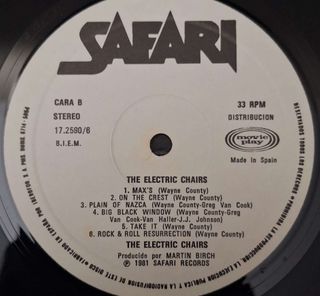 SAFARI
CARA B
STEREO
17.2590/6
B.I.E.M.
33 RPM
DISTRIBUCION
movie
play
Made in Spain
THE ELECTRIC CHAIRS
1. MAX'S (Wayne County)
2. ON THE CREST (Wayne County)
3. PLAIN OF NAZCA (Wayne County-Greg Van Cook)
4. BIG BLACK WINDOW (Wayne County-Greg
Van Cook-Van Haller-J.J. Johnson)
5. TAKE IT (Wayne County)
6. ROCK & ROLL RESURRECTION (Wayne County)
THE ELECTRIC CHAIRS
Producido por MARTIN BIRCH
Ⓟ 1981 SAFARI RECORDS